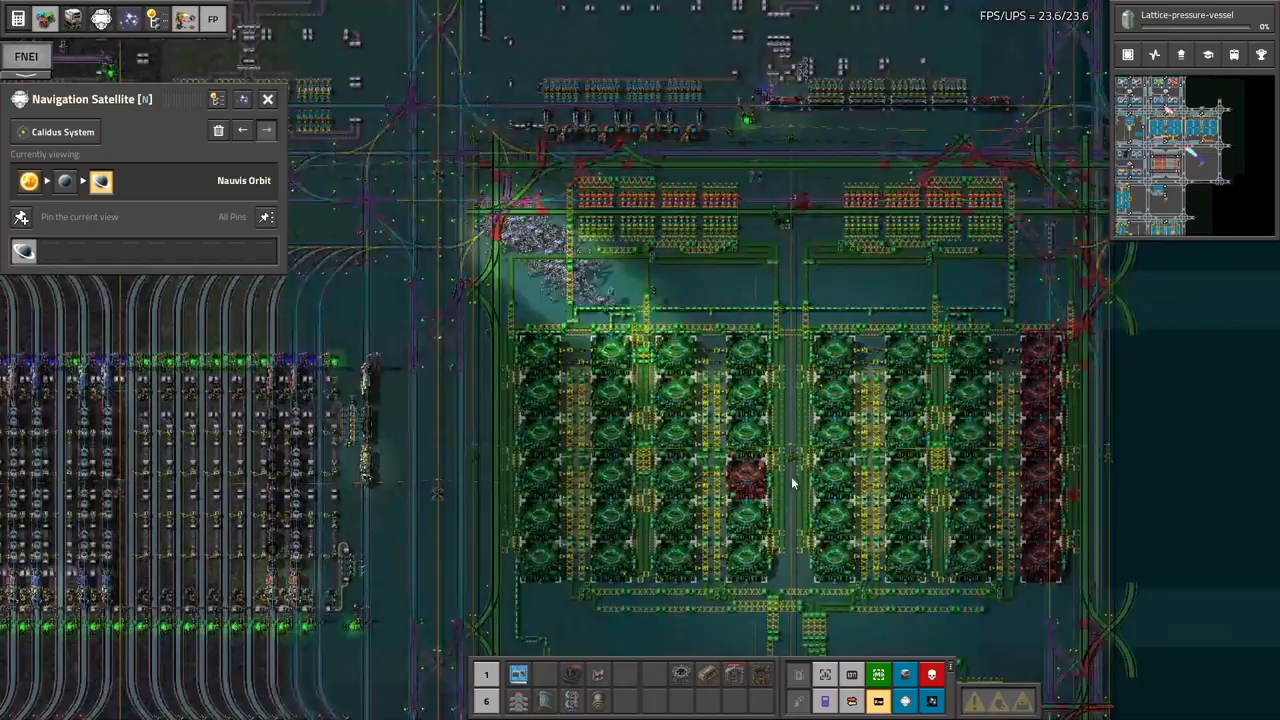 FP
FPS/UPS = 23.6/23.6
Lattice-pressure-vessel
0%
FNEI
Navigation Satellite [N]
Calidus System
Currently viewing:
Nauvis Orbit
Pin the current view
All Pins
1
6